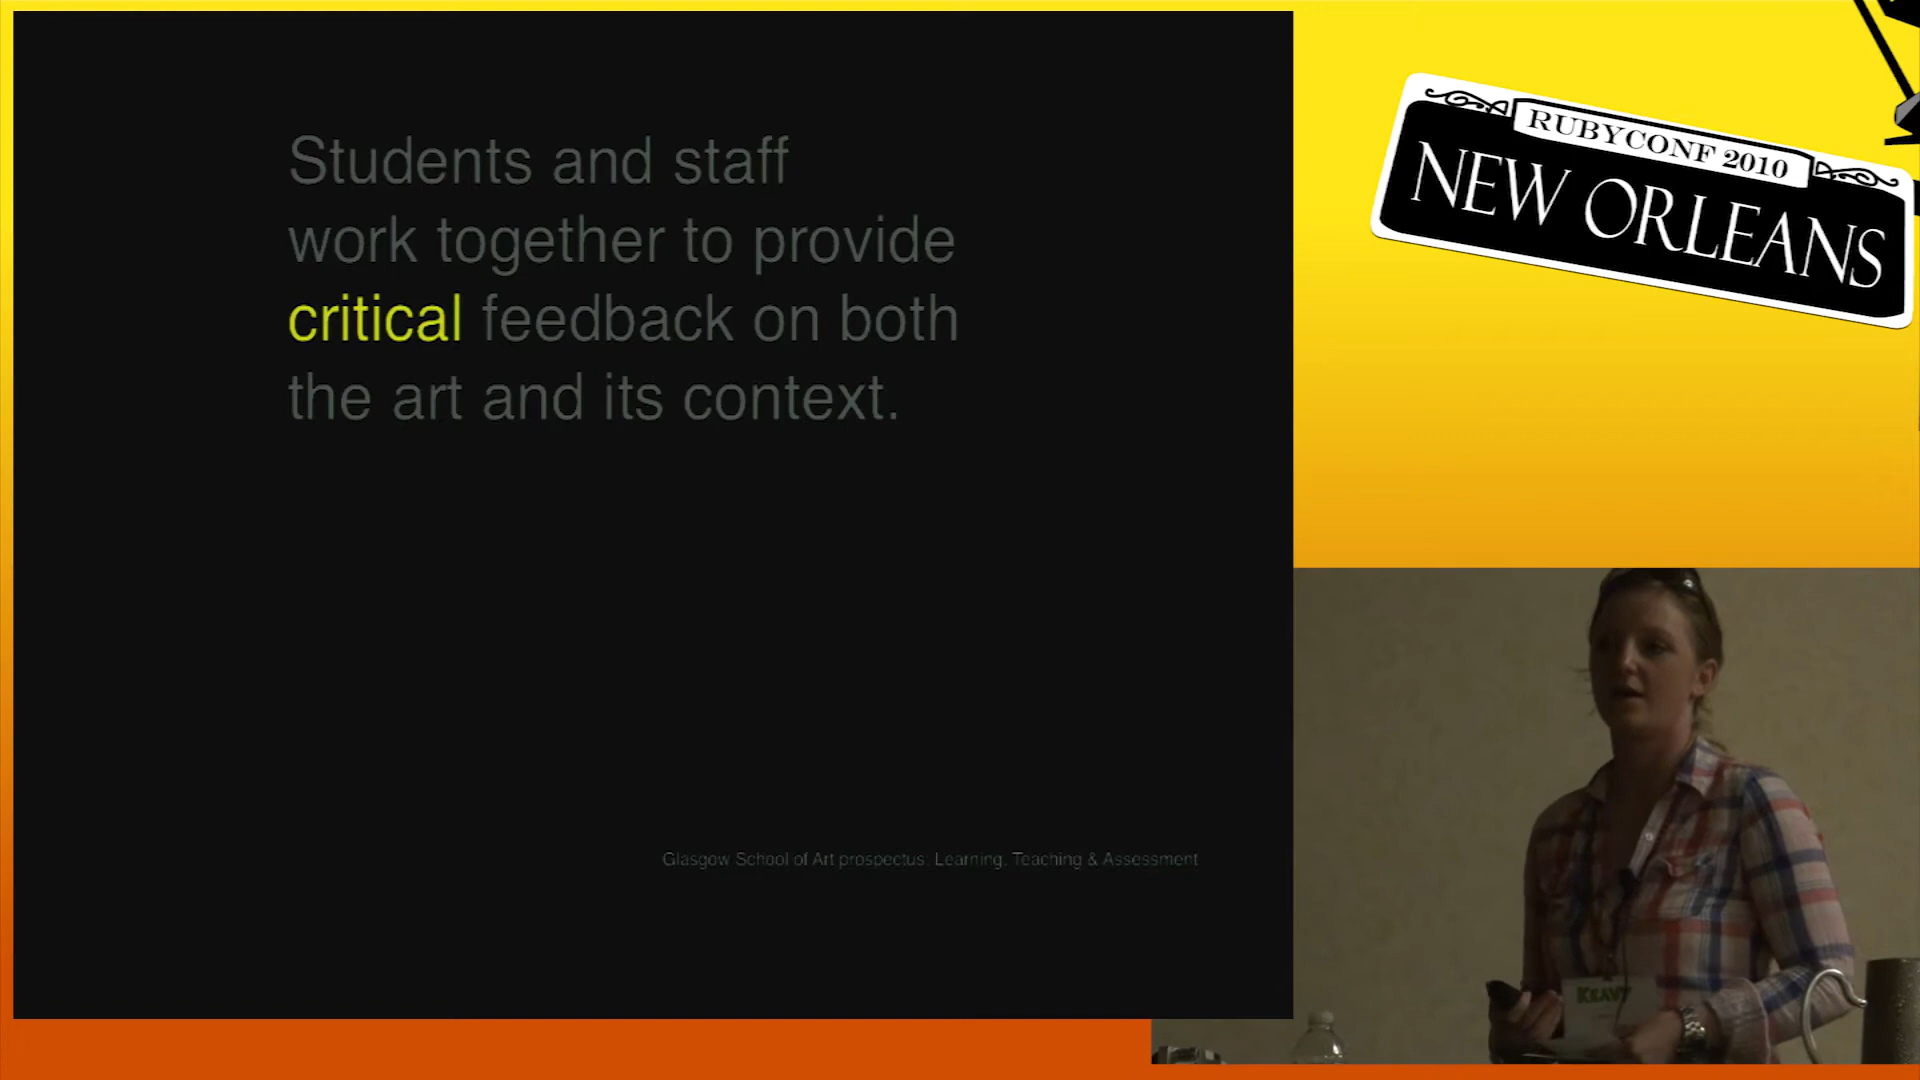 Students and staff
work together to provide
critical feedback on both
the art and its context.
Glasgow School of Art prospectus: Learning, Teaching & Assessment
RUBYCONF 2010
NEW ORLEANS
KEAVY